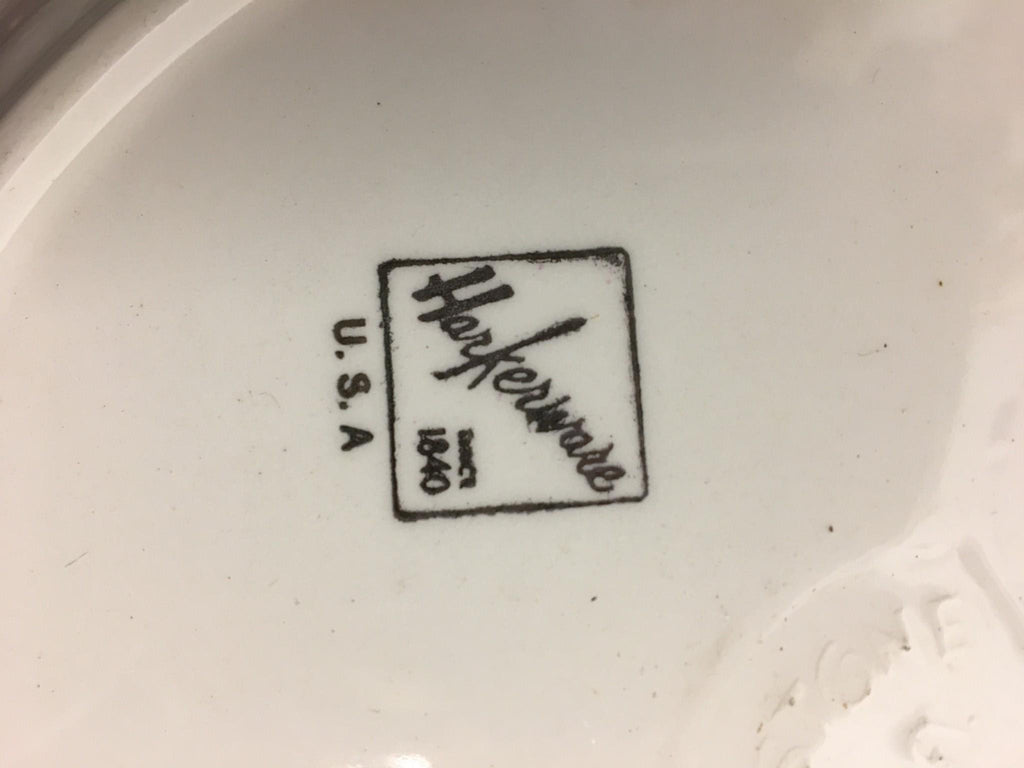 Harkerware
SINCE
1840
U. S. A